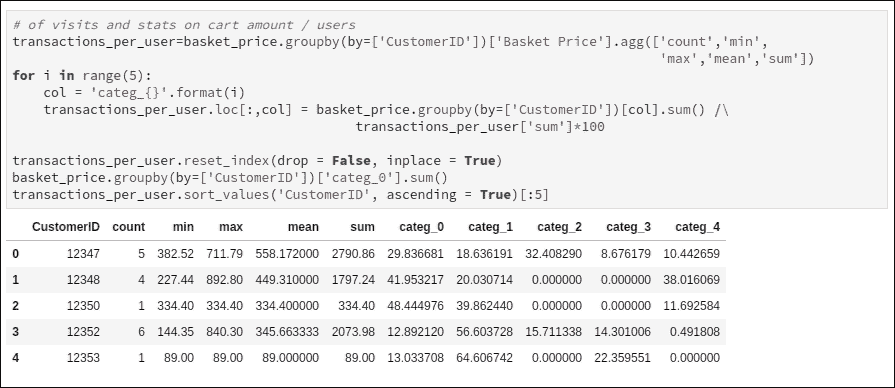 # of visits and stats on cart amount / users
transactions_per_user=basket_price.groupby(by=['CustomerID'])['Basket Price'].agg(['count','min',
'max','mean','sum'])
for i in range(5):
    col = 'categ_{}'.format(i)
    transactions_per_user.loc[:,col] = basket_price.groupby(by=['CustomerID'])[col].sum() /\
transactions_per_user['sum']*100
transactions_per_user.reset_index(drop = False, inplace = True)
basket_price.groupby(by=['CustomerID'])['categ_0'].sum()
transactions_per_user.sort_values('CustomerID', ascending = True)[:5]
CustomerID count min max mean sum categ_0 categ_1 categ_2 categ_3 categ_4
0 12347 5 382.52 711.79 558.172000 2790.86 29.836681 18.636191 32.408290 8.676179 10.442659
1 12348 4 227.44 892.80 449.310000 1797.24 41.953217 20.030714 0.000000 0.000000 38.016069
2 12350 1 334.40 334.40 334.400000 334.40 48.444976 39.862440 0.000000 0.000000 11.692584
3 12352 6 144.35 840.30 345.663333 2073.98 12.892120 56.603728 15.711338 14.301006 0.491808
4 12353 1 89.00 89.00 89.000000 89.00 13.033708 64.606742 0.000000 22.359551 0.000000